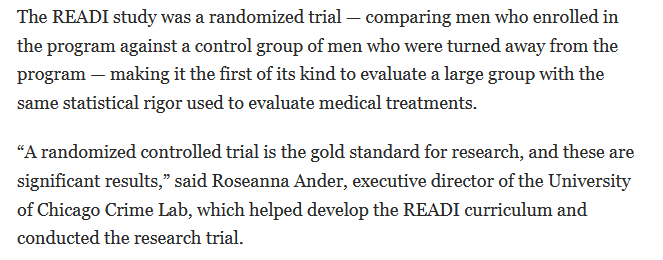 The READI study was a randomized trial — comparing men who enrolled in
the program against a control group of men who were turned away from the
program — making it the first of its kind to evaluate a large group with the
same statistical rigor used to evaluate medical treatments.
“A randomized controlled trial is the gold standard for research, and these are
significant results,” said Roseanna Ander, executive director of the University
of Chicago Crime Lab, which helped develop the READI curriculum and
conducted the research trial.